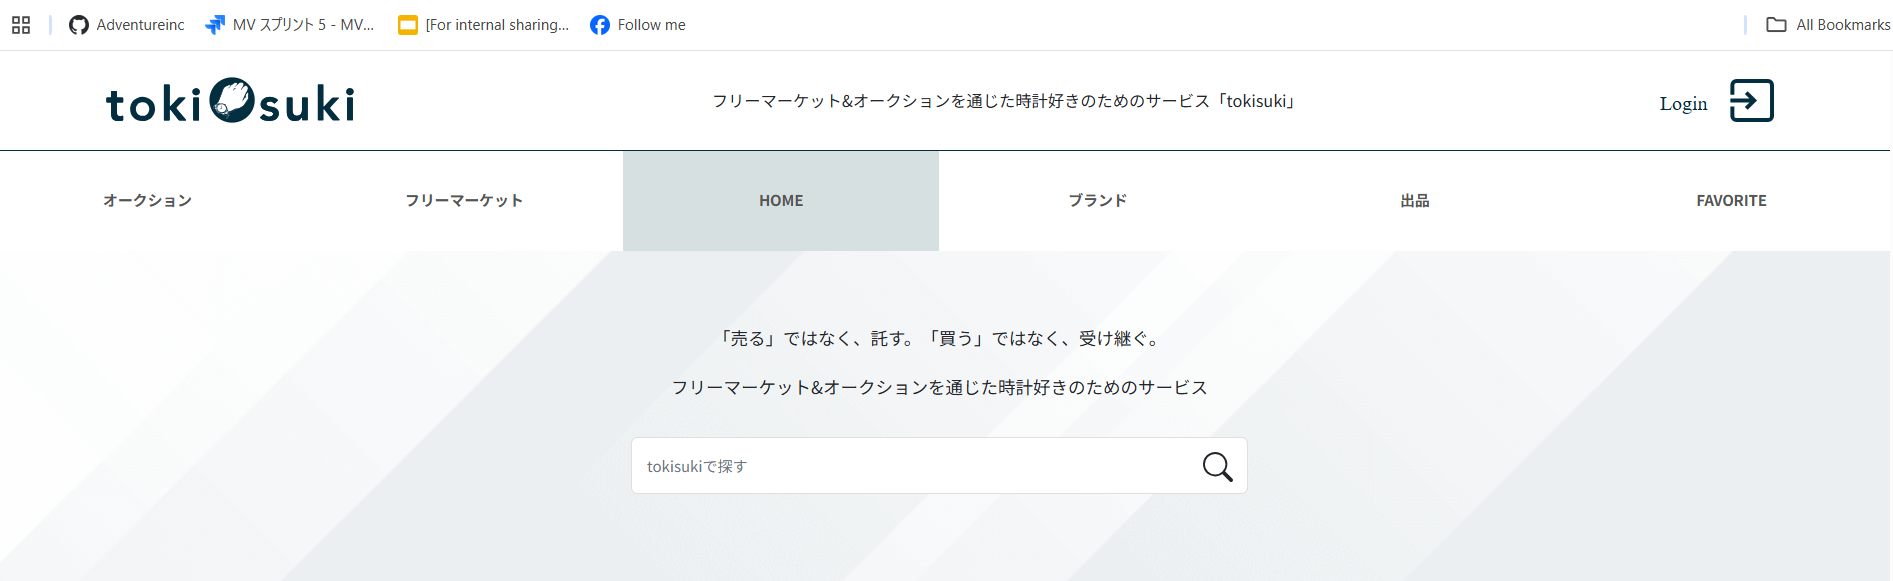 Adventureinc MV スプリント 5 - MV... [For internal sharing... Follow me All Bookmarks
tokisuki フリーマーケット&オークションを通じた時計好きのためのサービス「tokisuki」 Login
オークション フリーマーケット HOME ブランド 出品 FAVORITE
「売る」ではなく、託す。「買う」ではなく、受け継ぐ。
フリーマーケット&オークションを通じた時計好きのためのサービス
tokisukiで探す